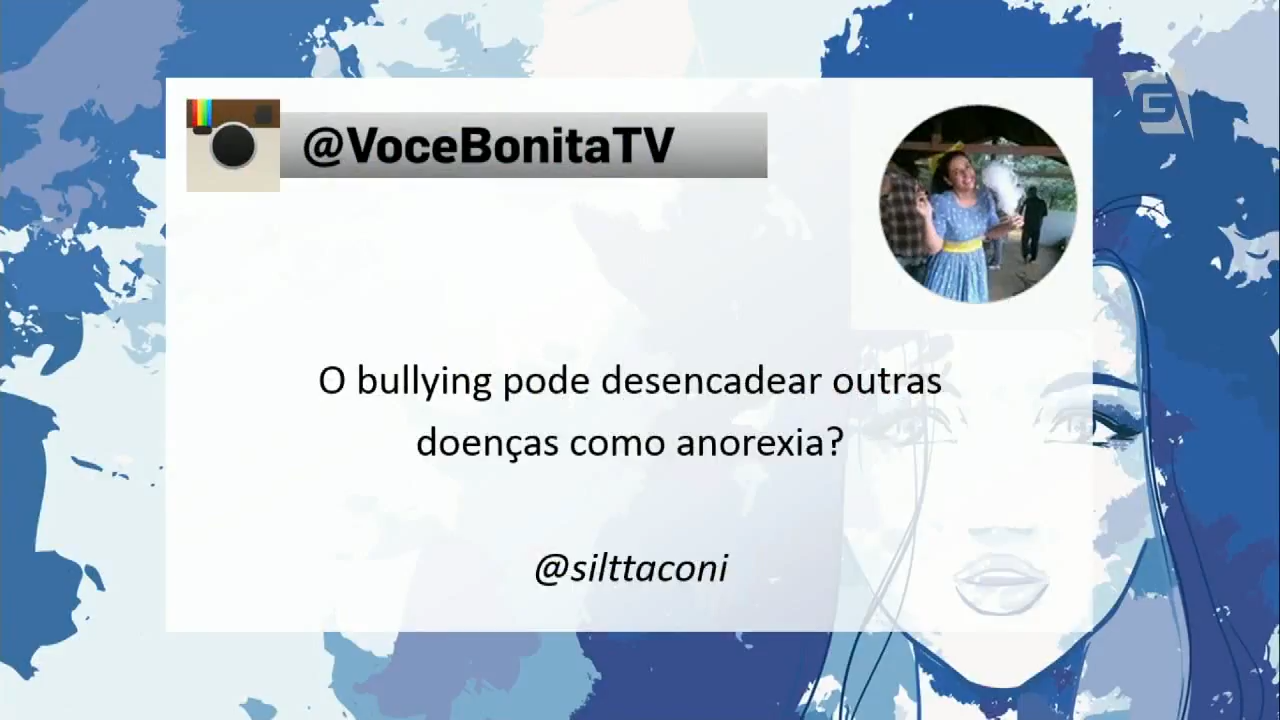 @VoceBonitaTV
O bullying pode desencadear outras
doenças como anorexia?
@silttaconi